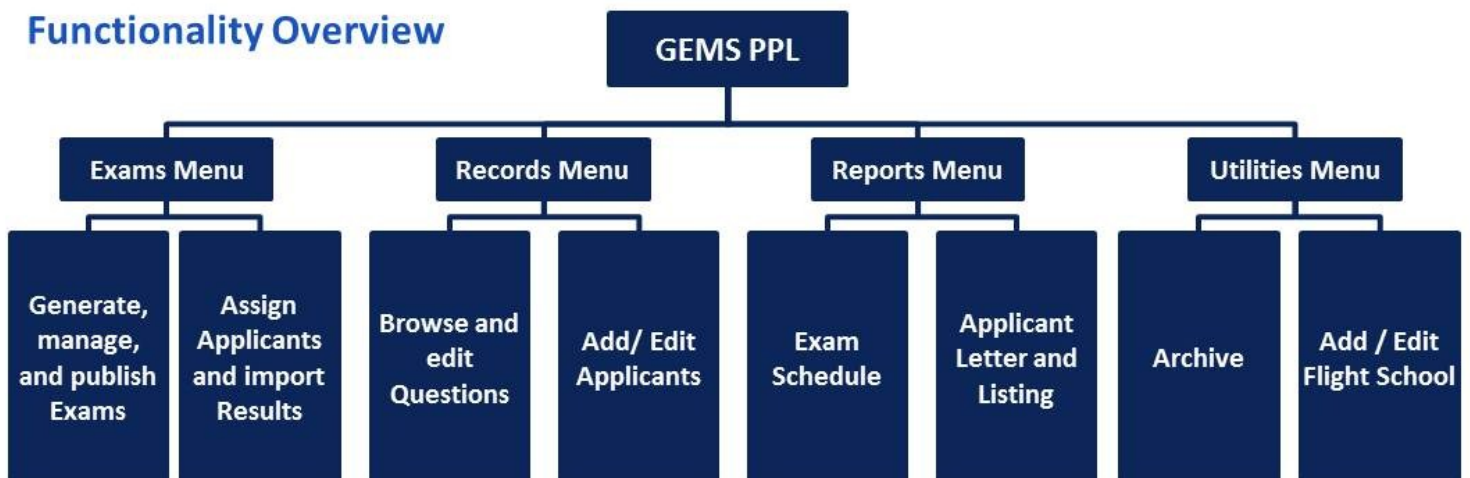 Functionality Overview
GEMS PPL
Exams Menu
Records Menu
Reports Menu
Utilities Menu
Generate,
manage,
and publish
Exams
Assign
Applicants
and import
Results
Browse and
edit
Questions
Add/ Edit
Applicants
Exam
Schedule
Applicant
Letter and
Listing
Archive
Add / Edit
Flight School